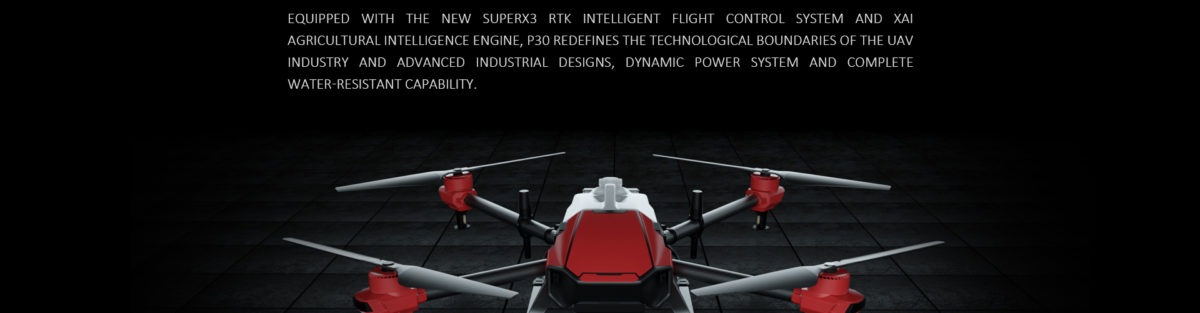 EQUIPPED WITH THE NEW SUPERX3 RTK INTELLIGENT FLIGHT CONTROL SYSTEM AND XAI
AGRICULTURAL INTELLIGENCE ENGINE, P30 REDEFINES THE TECHNOLOGICAL BOUNDARIES OF THE UAV
INDUSTRY AND ADVANCED INDUSTRIAL DESIGNS, DYNAMIC POWER SYSTEM AND COMPLETE
WATER-RESISTANT CAPABILITY.